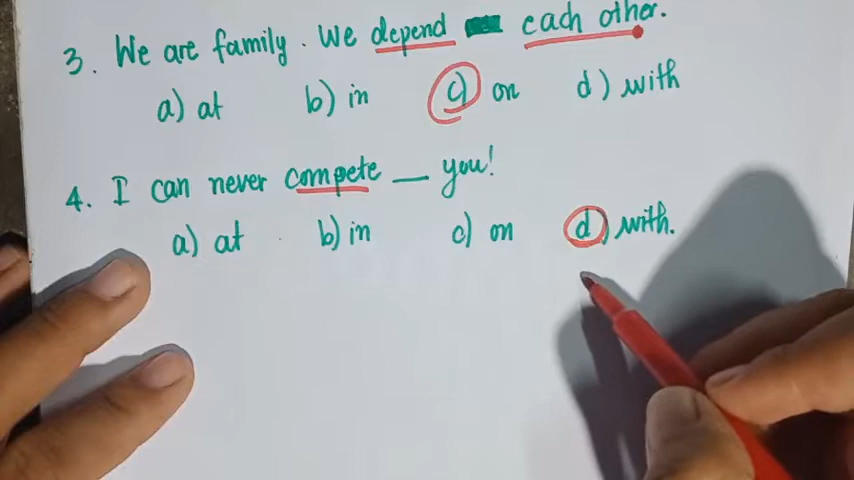 3. We are family. We depend each other.
a) at b) in c) on d) with
4. I can never compete __ you!
a) at b) in c) on d) with.